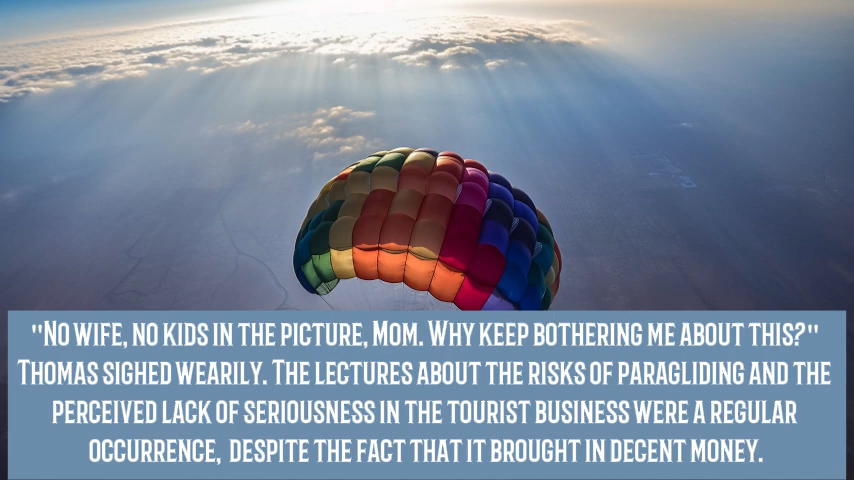 "No wife, no kids in the picture, Mom. Why keep bothering me about this?"
Thomas sighed wearily. The lectures about the risks of paragliding and the
perceived lack of seriousness in the tourist business were a regular
occurrence, despite the fact that it brought in decent money.